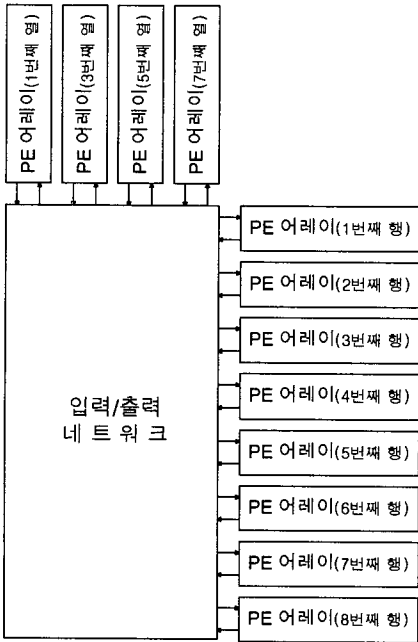 PE 어레이(1번째 열)
PE 어레이(3번째 열)
PE 어레이(5번째 열)
PE 어레이(7번째 열)
PE 어레이(1번째 행)
PE 어레이(2번째 행)
PE 어레이(3번째 행)
PE 어레이(4번째 행)
PE 어레이(5번째 행)
PE 어레이(6번째 행)
PE 어레이(7번째 행)
PE 어레이(8번째 행)
입력/출력
네 트 워 크